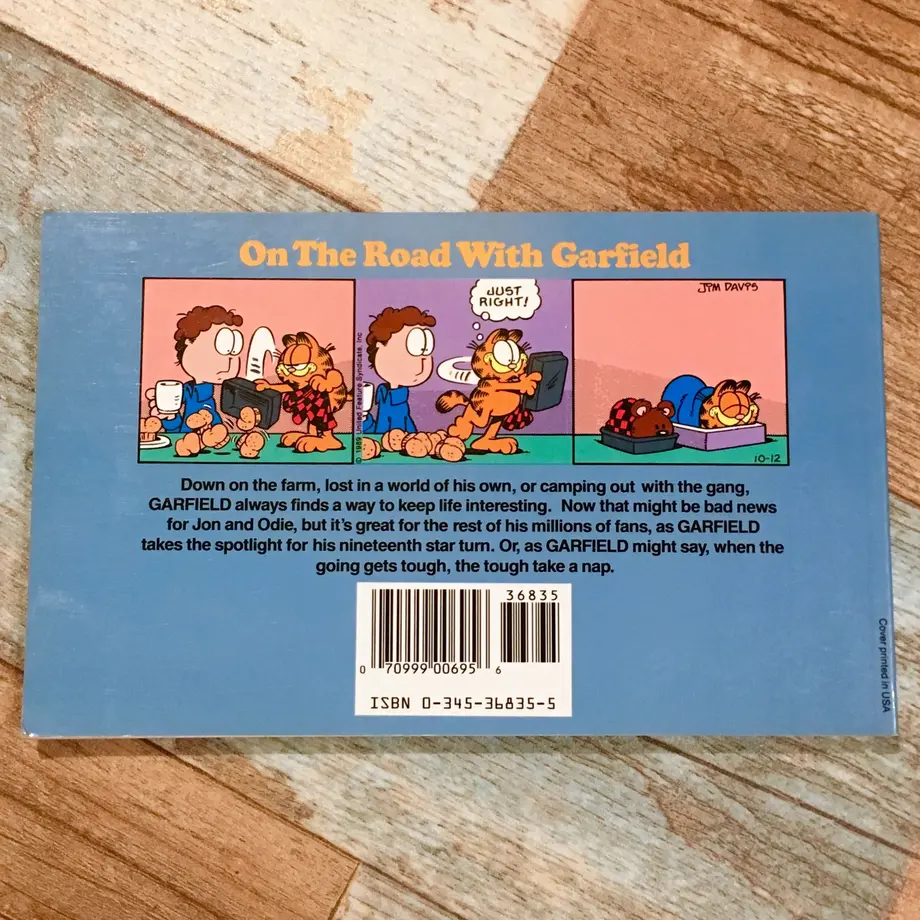 On The Road With Garfield
JUST
RIGHT!
JIM DAVIS
© 1989 United Feature Syndicate, Inc
10-12
Down on the farm, lost in a world of his own, or camping out with the gang,
GARFIELD always finds a way to keep life interesting. Now that might be bad news
for Jon and Odie, but it's great for the rest of his millions of fans, as GARFIELD
takes the spotlight for his nineteenth star turn. Or, as GARFIELD might say, when the
going gets tough, the tough take a nap.
36835
0 70999 00695 6
ISBN 0-345-36835-5
Cover printed in USA